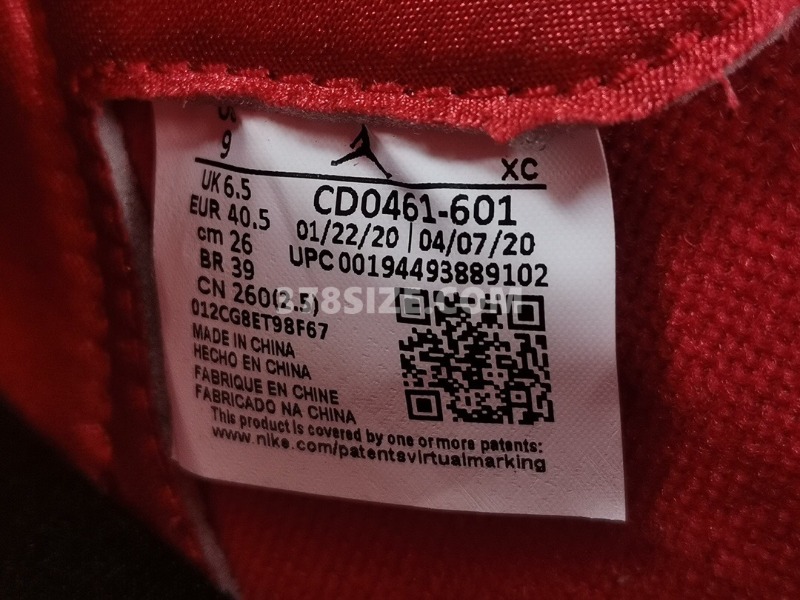 9
XC
UK 6.5
EUR 40.5
cm 26
BR 39
CN 260(2.5)
012CG8ET98F67
CD0461-601
01/22/20 | 04/07/20
UPC 00194493889102
378SIZE.COM
MADE IN CHINA
HECHO EN CHINA
FABRIQUE EN CHINE
FABRICADO NA CHINA
This product is covered by one or more patents:
www.nike.com/patentsvirtualmarking